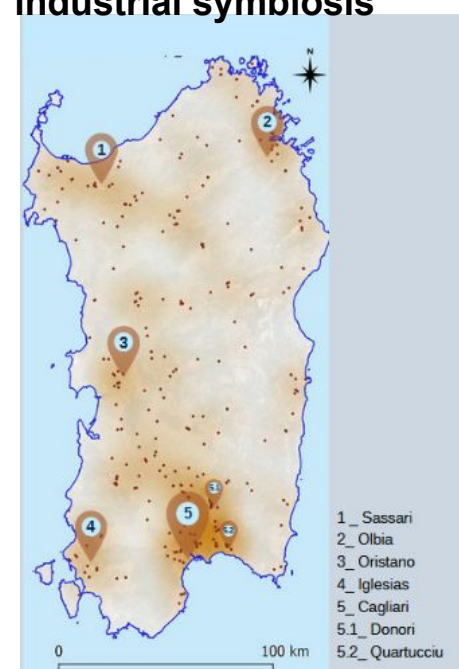 Industrial symbiosis
N
1
2
3
4
5
5.1
5.2
1 _ Sassari
2_ Olbia
3_ Oristano
4_ Iglesias
5_ Cagliari
5.1_ Donori
5.2_ Quartucciu
0 100 km